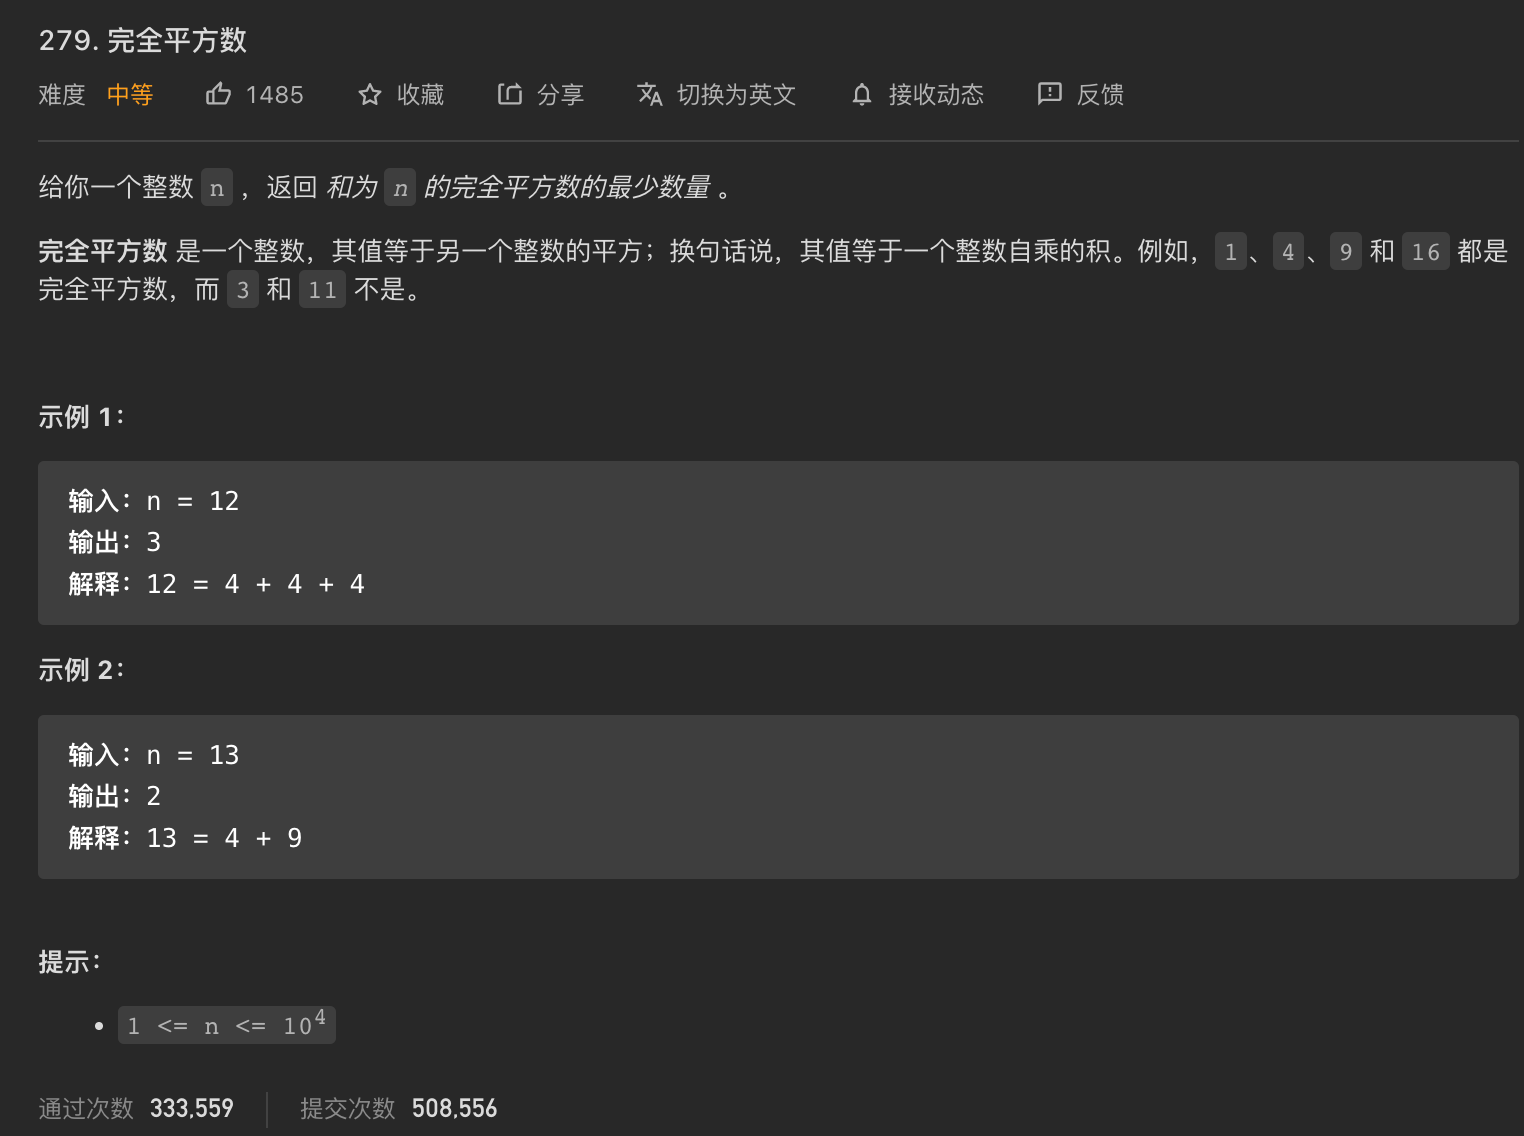 279. 完全平方数
难度 中等 1485 收藏 分享 切换为英文 接收动态 反馈
给你一个整数 n ，返回 和为 n 的完全平方数的最少数量 。
完全平方数 是一个整数，其值等于另一个整数的平方；换句话说，其值等于一个整数自乘的积。例如，1、4、9 和 16 都是
完全平方数，而 3 和 11 不是。
示例 1：
输入：n = 12
输出：3
解释：12 = 4 + 4 + 4
示例 2：
输入：n = 13
输出：2
解释：13 = 4 + 9
提示：
• 1 <= n <= 10⁴
通过次数 333,559 提交次数 508,556